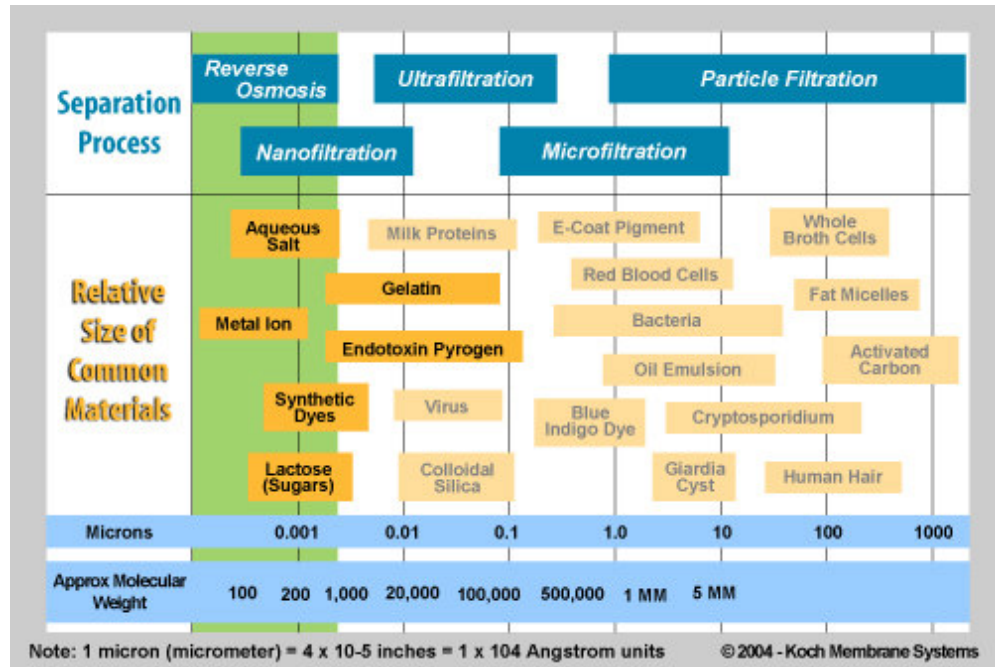 Separation
Process
Reverse
Osmosis
Ultrafiltration
Particle Filtration
Nanofiltration
Microfiltration
Relative
Size of
Common
Materials
Aqueous
Salt
Milk Proteins
E-Coat Pigment
Whole
Broth Cells
Gelatin
Red Blood Cells
Fat Micelles
Metal Ion
Bacteria
Endotoxin Pyrogen
Oil Emulsion
Activated
Carbon
Synthetic
Dyes
Virus
Blue
Indigo Dye
Cryptosporidium
Lactose
(Sugars)
Colloidal
Silica
Giardia
Cyst
Human Hair
Microns 0.001 0.01 0.1 1.0 10 100 1000
Approx Molecular
Weight
100 200 1,000 20,000 100,000 500,000 1 MM 5 MM
Note: 1 micron (micrometer) = 4 x 10-5 inches = 1 x 104 Angstrom units © 2004 - Koch Membrane Systems